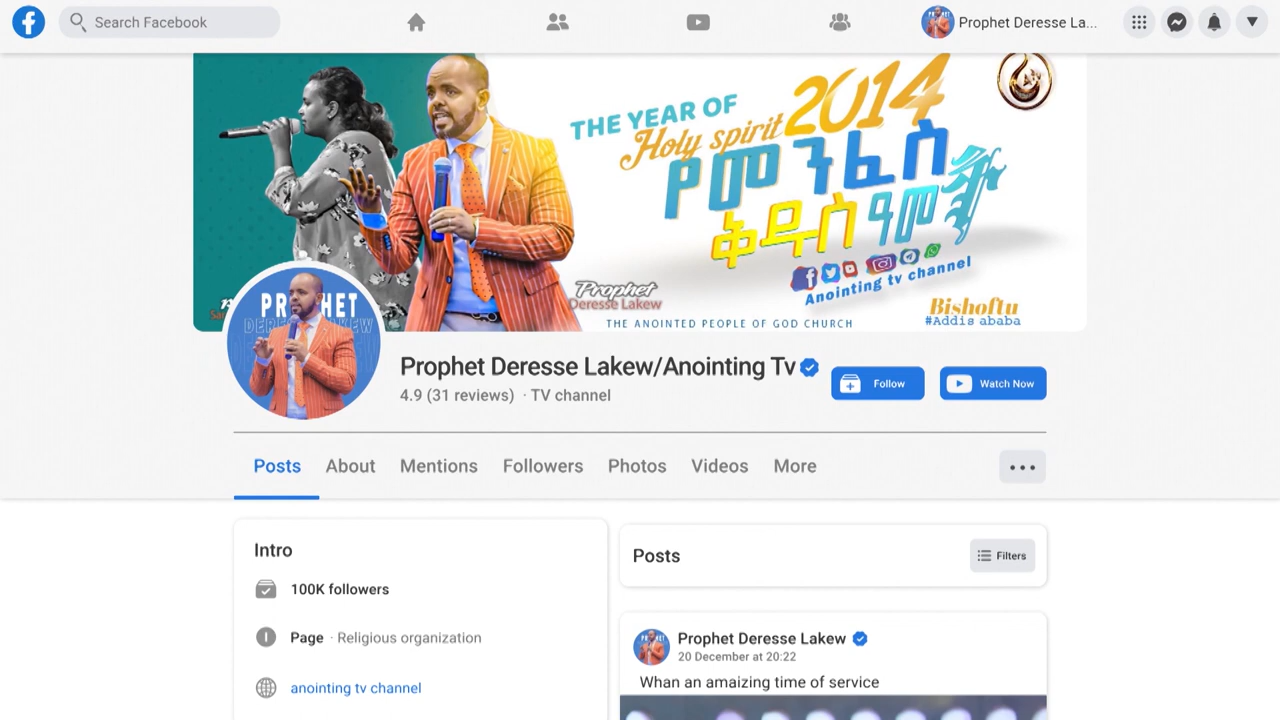 Search Facebook
Prophet Deresse La...
THE YEAR OF 2014
Holy spirit
የመንፈስ
ቅዱስ ዓመት
Anointing tv channel
Prophet
Deresse Lakew
THE ANOINTED PEOPLE OF GOD CHURCH
Bishoftu
#Addis ababa
PROPHET
DERESSE LAKEW
Prophet Deresse Lakew/Anointing Tv
4.9 (31 reviews) · TV channel
Follow
Watch Now
Posts About Mentions Followers Photos Videos More
Intro
100K followers
Page · Religious organization
anointing tv channel
Posts
Filters
Prophet Deresse Lakew
20 December at 20:22
Whan an amaizing time of service